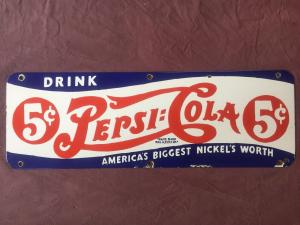 DRINK
5¢ PEPSI:COLA 5¢
AMERICA'S BIGGEST NICKEL'S WORTH